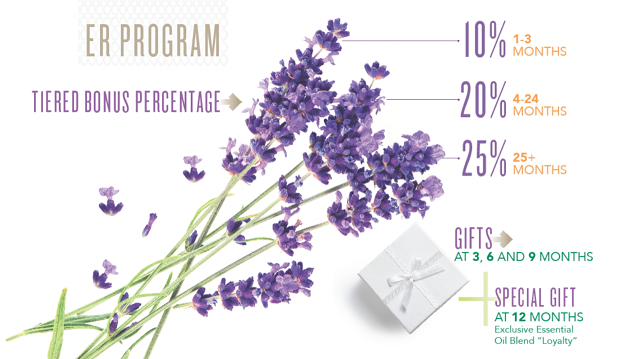 ER PROGRAM
TIERED BONUS PERCENTAGE
10% 1-3
MONTHS
20% 4-24
MONTHS
25% 25+
MONTHS
GIFTS
AT 3, 6 AND 9 MONTHS
SPECIAL GIFT
AT 12 MONTHS
Exclusive Essential
Oil Blend “Loyalty”